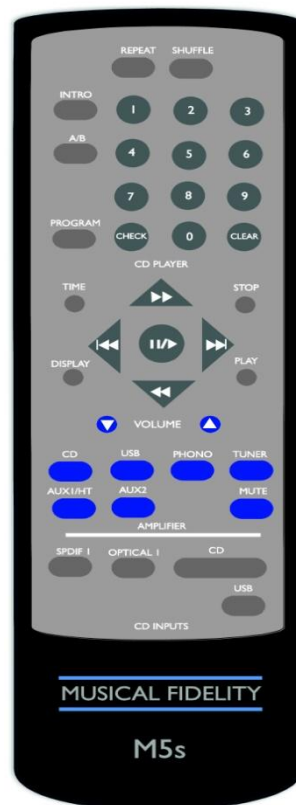 REPEAT SHUFFLE
INTRO
1 2 3
A/B
4 5 6
7 8 9
PROGRAM
CHECK 0 CLEAR
CD PLAYER
TIME STOP
DISPLAY PLAY
VOLUME
CD USB PHONO TUNER
AUX1/HT AUX2 MUTE
AMPLIFIER
SPDIF 1 OPTICAL 1 CD
USB
CD INPUTS
MUSICAL FIDELITY
M5s